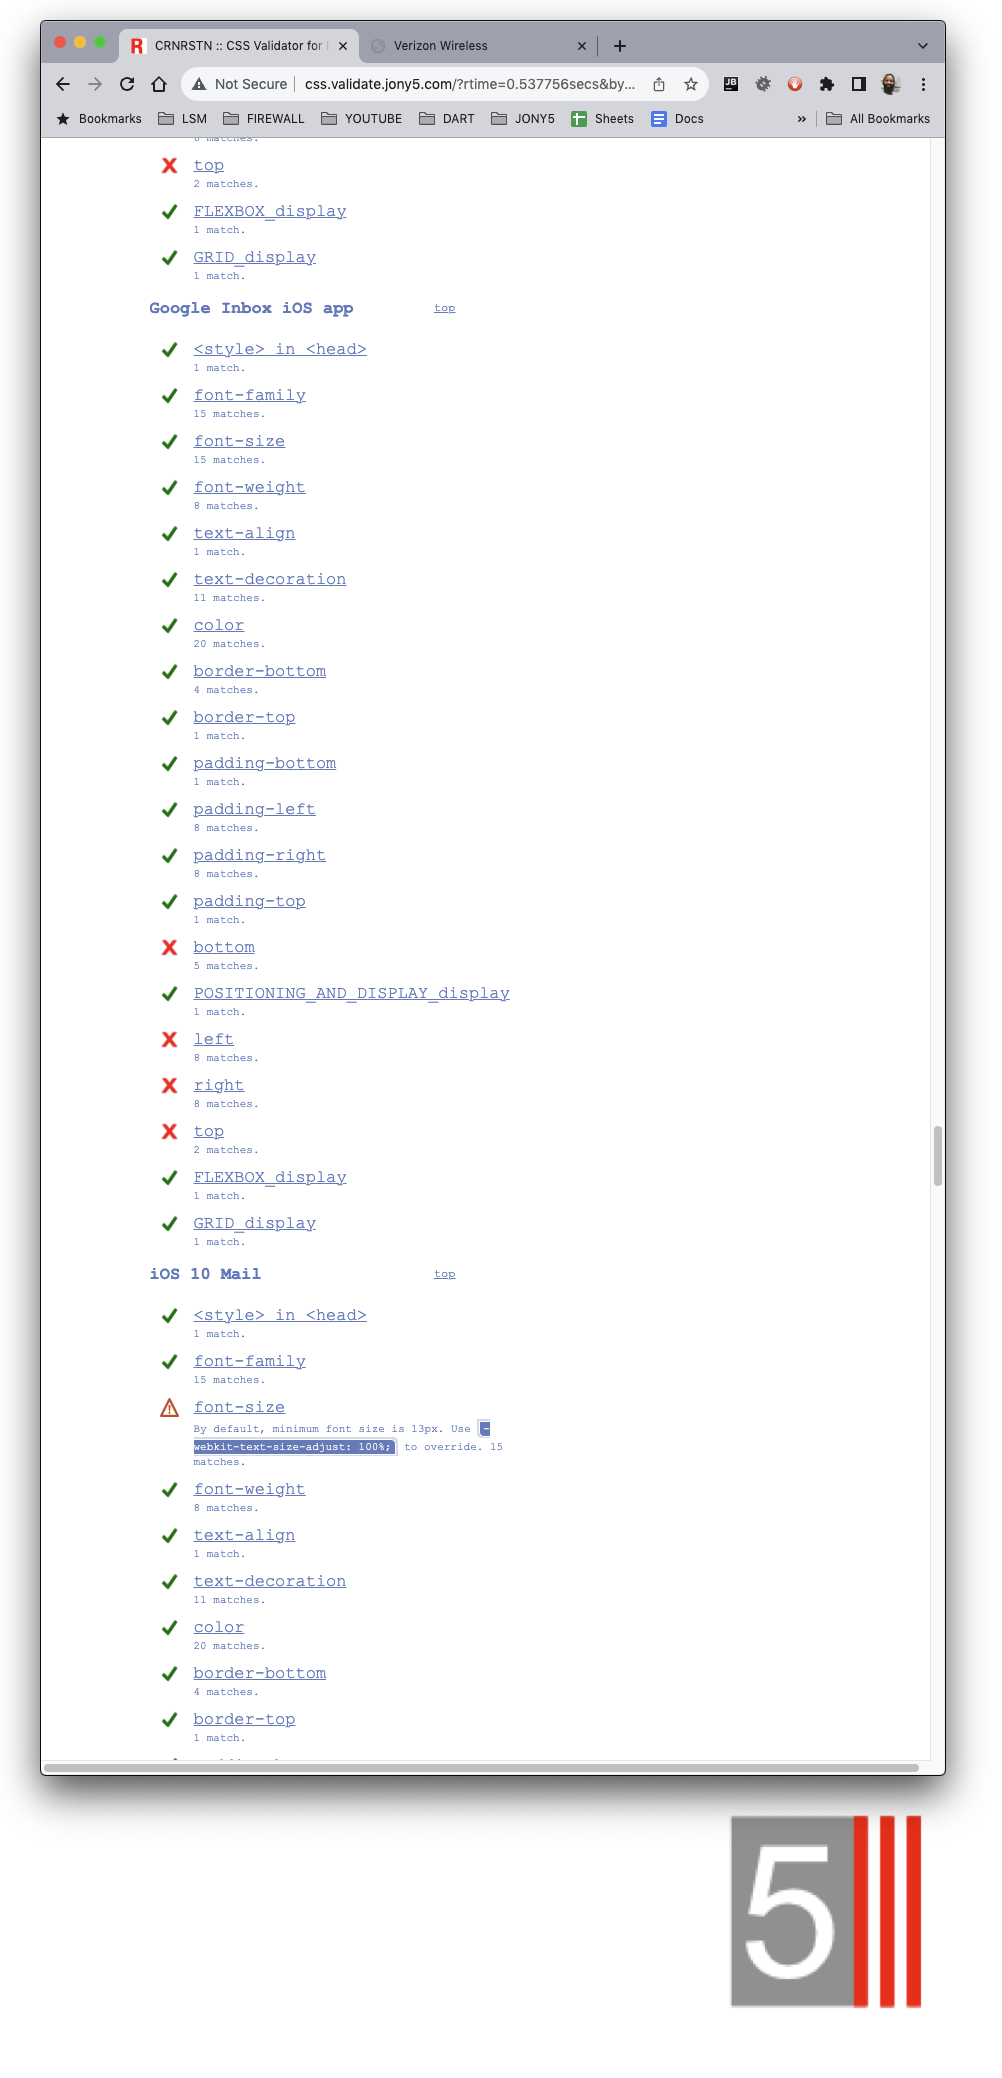 CRNRSTN :: CSS Validator for
Verizon Wireless
Not Secure
css.validate.jony5.com/?rtime=0.537756secs&by...
JB
Bookmarks
LSM
FIREWALL
YOUTUBE
DART
JONY5
Sheets
Docs
»
All Bookmarks
top
2 matches.
FLEXBOX_display
1 match.
GRID_display
1 match.
Google Inbox iOS app
top
<style> in <head>
1 match.
font-family
15 matches.
font-size
15 matches.
font-weight
8 matches.
text-align
1 match.
text-decoration
11 matches.
color
20 matches.
border-bottom
4 matches.
border-top
1 match.
padding-bottom
1 match.
padding-left
8 matches.
padding-right
8 matches.
padding-top
1 match.
bottom
5 matches.
POSITIONING_AND_DISPLAY_display
1 match.
left
8 matches.
right
8 matches.
top
2 matches.
FLEXBOX_display
1 match.
GRID_display
1 match.
iOS 10 Mail
top
<style> in <head>
1 match.
font-family
15 matches.
font-size
By default, minimum font size is 13px. Use -
webkit-text-size-adjust: 100%; to override. 15
matches.
font-weight
8 matches.
text-align
1 match.
text-decoration
11 matches.
color
20 matches.
border-bottom
4 matches.
border-top
1 match.
5